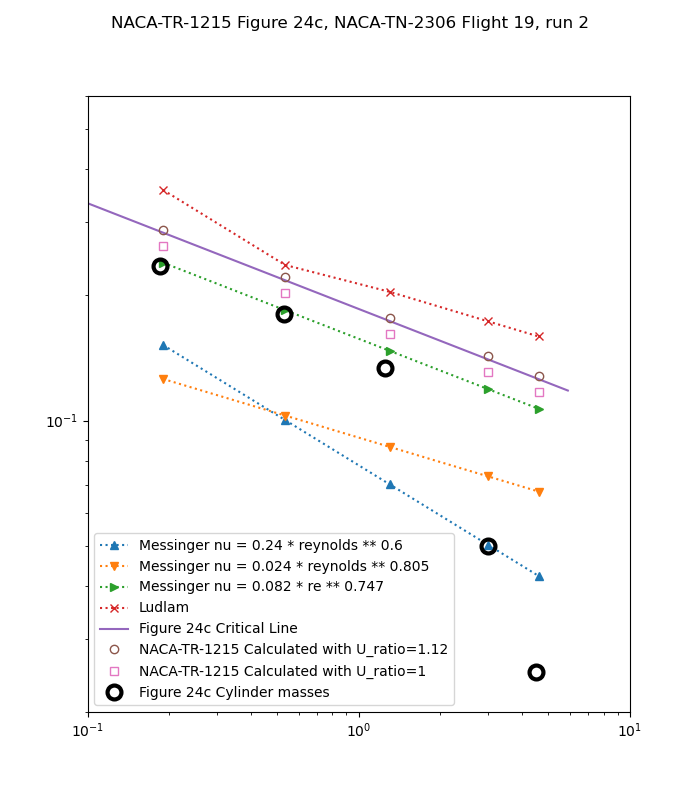 NACA-TR-1215 Figure 24c, NACA-TN-2306 Flight 19, run 2
10⁻¹
Messinger nu = 0.24 * reynolds ** 0.6
Messinger nu = 0.024 * reynolds ** 0.805
Messinger nu = 0.082 * re ** 0.747
Ludlam
Figure 24c Critical Line
NACA-TR-1215 Calculated with U_ratio=1.12
NACA-TR-1215 Calculated with U_ratio=1
Figure 24c Cylinder masses
10⁻¹ 10⁰ 10¹